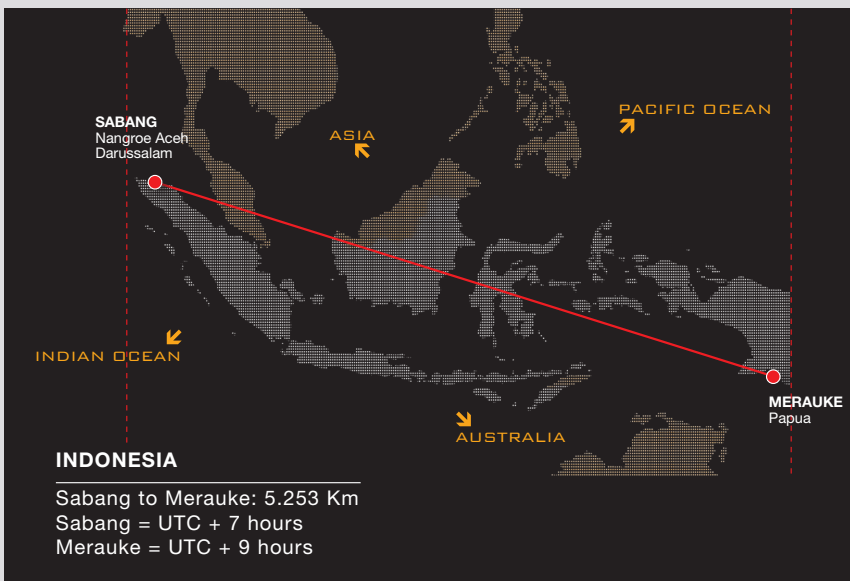 SABANG
Nangroe Aceh
Darussalam
ASIA
PACIFIC OCEAN
INDIAN OCEAN
MERAUKE
Papua
AUSTRALIA
INDONESIA
Sabang to Merauke: 5.253 Km
Sabang = UTC + 7 hours
Merauke = UTC + 9 hours